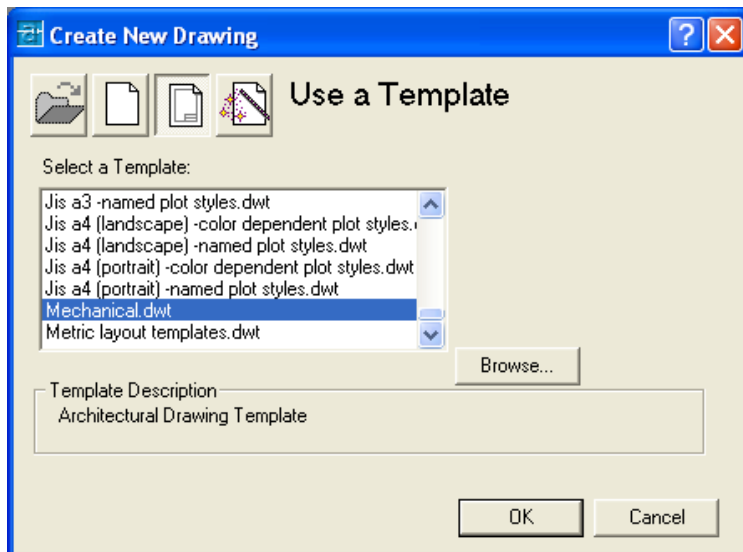 Create New Drawing
Use a Template
Select a Template:
Jis a3 -named plot styles.dwt
Jis a4 (landscape) -color dependent plot styles.
Jis a4 (landscape) -named plot styles.dwt
Jis a4 (portrait) -color dependent plot styles.dwt
Jis a4 (portrait) -named plot styles.dwt
Mechanical.dwt
Metric layout templates.dwt
Browse...
Template Description
Architectural Drawing Template
OK
Cancel